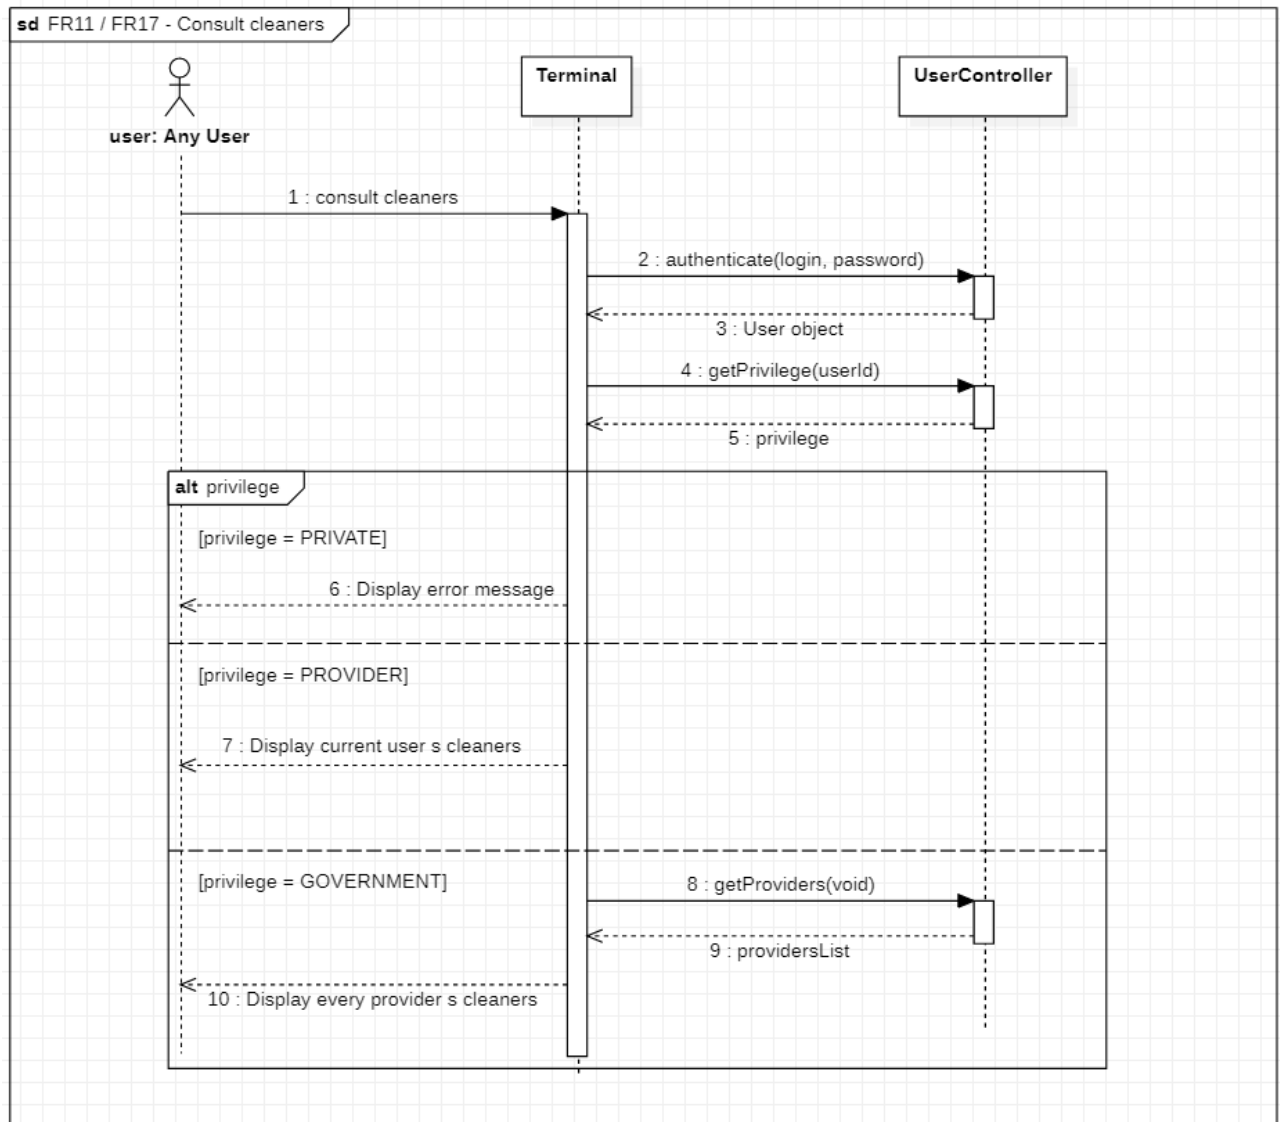 sd FR11 / FR17 - Consult cleaners
Terminal
UserController
user: Any User
1 : consult cleaners
2 : authenticate(login, password)
3 : User object
4 : getPrivilege(userId)
5 : privilege
alt privilege
[privilege = PRIVATE]
6 : Display error message
[privilege = PROVIDER]
7 : Display current user s cleaners
[privilege = GOVERNMENT]
8 : getProviders(void)
9 : providersList
10 : Display every provider s cleaners